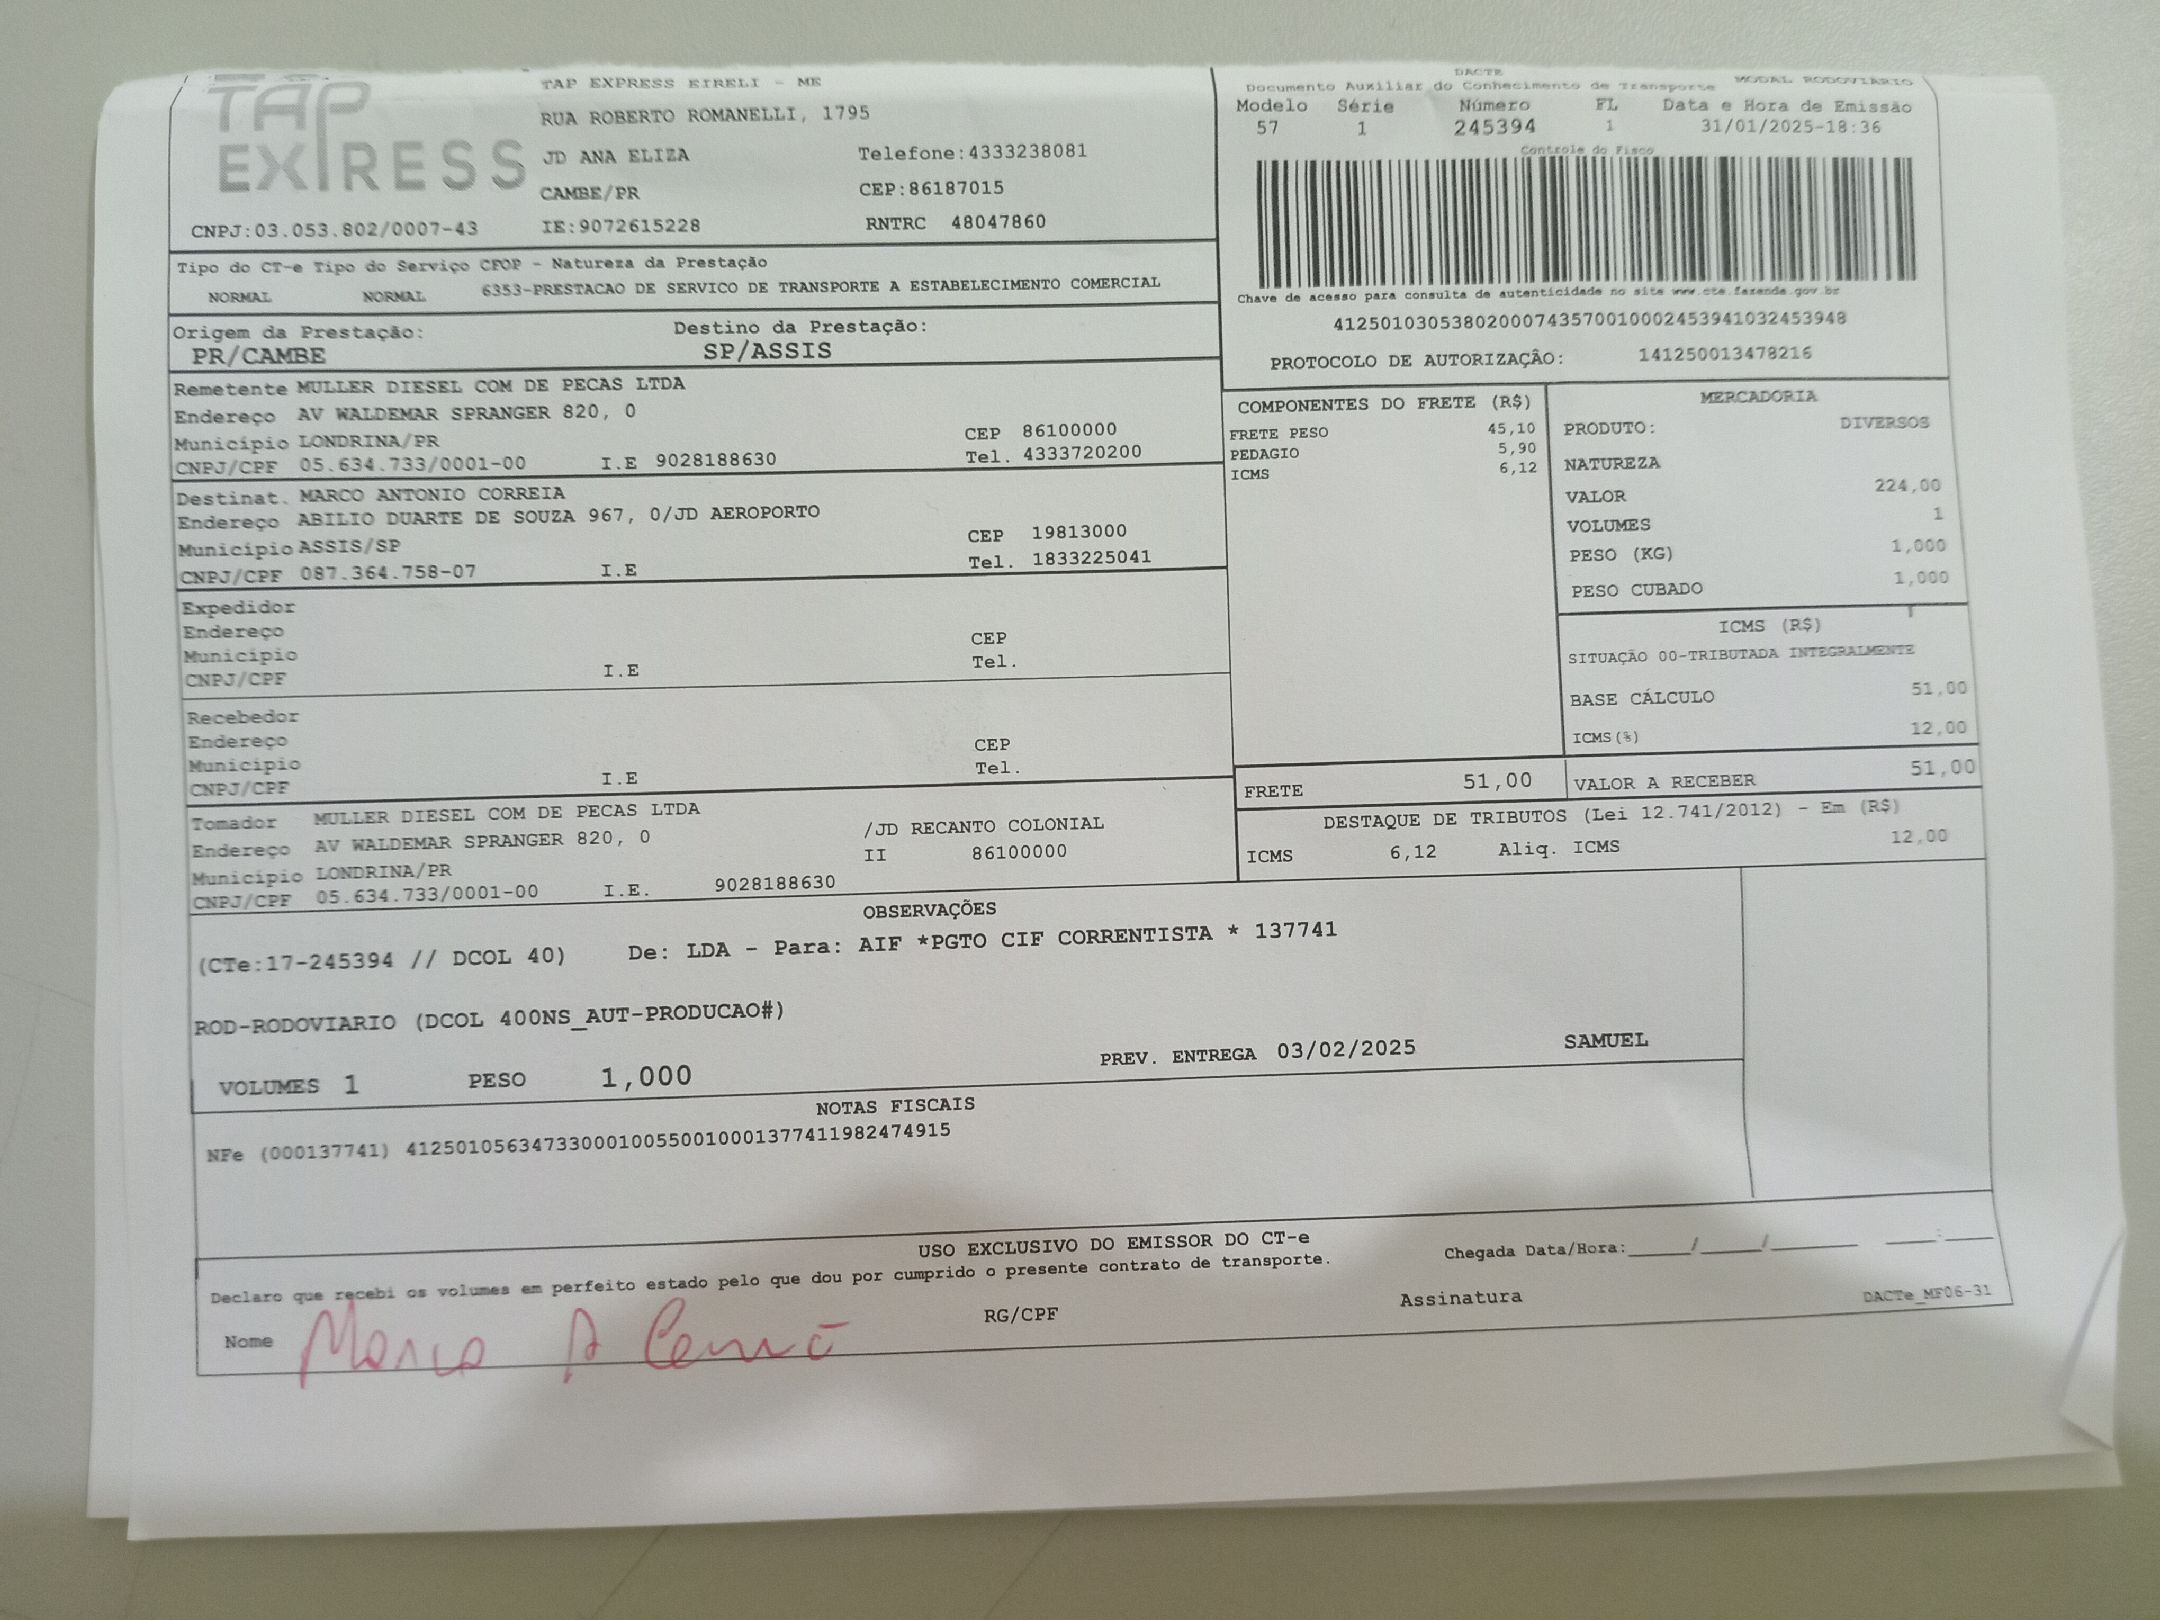 TAP EXPRESS
TAP EXPRESS EIRELI - ME
RUA ROBERTO ROMANELLI, 1795
JD ANA ELIZA Telefone:4333238081
CAMBE/PR CEP:86187015
CNPJ:03.053.802/0007-43 IE:9072615228 RNTRC 48047860
DACTE
Documento Auxiliar do Conhecimento de Transporte MODAL RODOVIARIO
Modelo Série Número FL Data e Hora de Emissão
57 1 245394 1 31/01/2025-18:36
Controle do Fisco
Chave de acesso para consulta de autenticidade no site www.cte.fazenda.gov.br
41250103053802000743570010002453941032453948
PROTOCOLO DE AUTORIZAÇÃO: 141250013478216
Tipo do CT-e Tipo do Serviço CFOP - Natureza da Prestação
NORMAL NORMAL 6353-PRESTACAO DE SERVICO DE TRANSPORTE A ESTABELECIMENTO COMERCIAL
Origem da Prestação: Destino da Prestação:
PR/CAMBE SP/ASSIS
Remetente MULLER DIESEL COM DE PECAS LTDA
Endereço AV WALDEMAR SPRANGER 820, 0
Município LONDRINA/PR CEP 86100000
CNPJ/CPF 05.634.733/0001-00 I.E 9028188630 Tel. 4333720200
Destinat. MARCO ANTONIO CORREIA
Endereço ABILIO DUARTE DE SOUZA 967, 0/JD AEROPORTO
Município ASSIS/SP CEP 19813000
CNPJ/CPF 087.364.758-07 I.E Tel. 1833225041
Expedidor
Endereço
Município CEP
CNPJ/CPF I.E Tel.
Recebedor
Endereço
Município CEP
CNPJ/CPF I.E Tel.
Tomador MULLER DIESEL COM DE PECAS LTDA
Endereço AV WALDEMAR SPRANGER 820, 0 /JD RECANTO COLONIAL
Município LONDRINA/PR II 86100000
CNPJ/CPF 05.634.733/0001-00 I.E. 9028188630
COMPONENTES DO FRETE (R$)
FRETE PESO 45,10
PEDAGIO 5,90
ICMS 6,12
MERCADORIA
PRODUTO: DIVERSOS
NATUREZA
VALOR 224,00
VOLUMES 1
PESO (KG) 1,000
PESO CUBADO 1,000
ICMS (R$)
SITUAÇÃO 00-TRIBUTADA INTEGRALMENTE
BASE CÁLCULO 51,00
ICMS(%) 12,00
FRETE 51,00 VALOR A RECEBER 51,00
DESTAQUE DE TRIBUTOS (Lei 12.741/2012) - Em (R$)
ICMS 6,12 Aliq. ICMS 12,00
OBSERVAÇÕES
(CTe:17-245394 // DCOL 40) De: LDA - Para: AIF *PGTO CIF CORRENTISTA * 137741
ROD-RODOVIARIO (DCOL 400NS_AUT-PRODUCAO#)
VOLUMES 1 PESO 1,000 PREV. ENTREGA 03/02/2025 SAMUEL
NOTAS FISCAIS
NFe (000137741) 41250105634733000100550010001377411982474915
USO EXCLUSIVO DO EMISSOR DO CT-e
Declaro que recebi os volumes em perfeito estado pelo que dou por cumprido o presente contrato de transporte. Chegada Data/Hora:_____/_____/_______ ____:____
Nome Marco A RG/CPF Assinatura DACTe_MF06-31